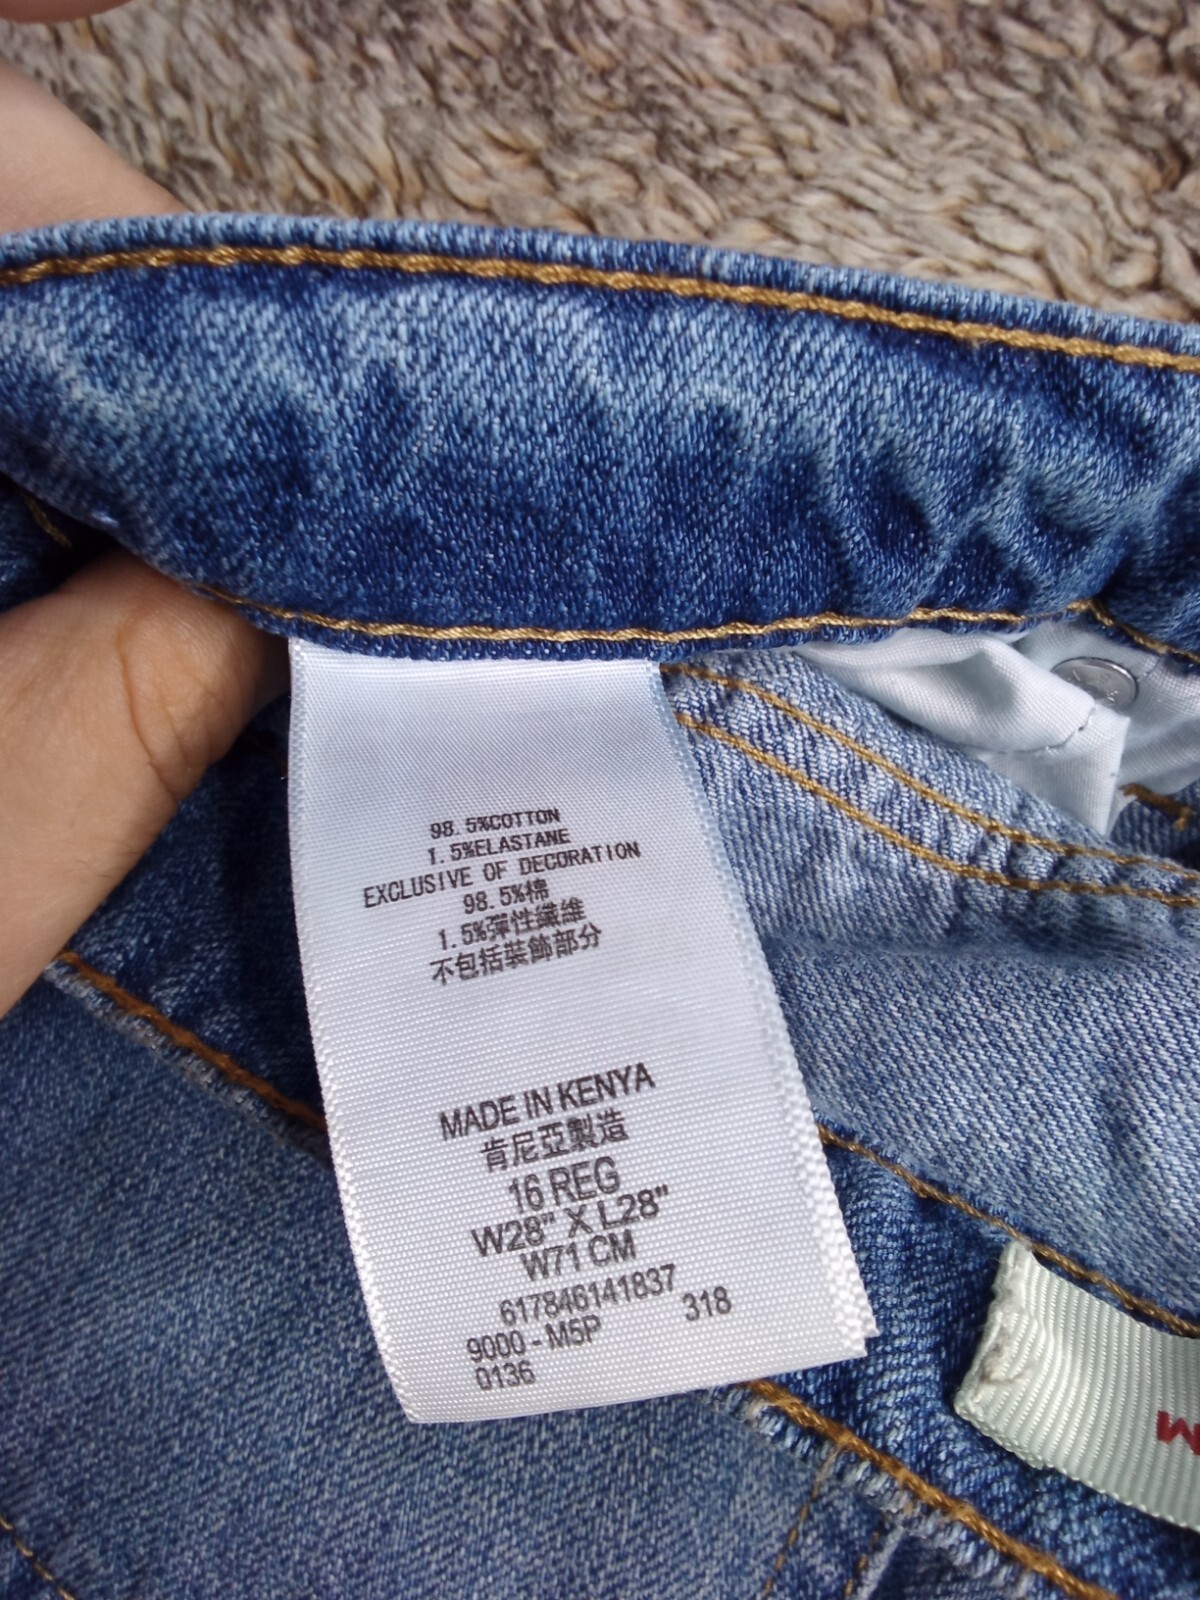 98.5%COTTON
1.5%ELASTANE
EXCLUSIVE OF DECORATION
98.5%棉
1.5%彈性纖維
不包括裝飾部分
MADE IN KENYA
肯尼亞製造
16 REG
W28" X L28"
W71 CM
617846141837
318
9000 - M5P
0136
M